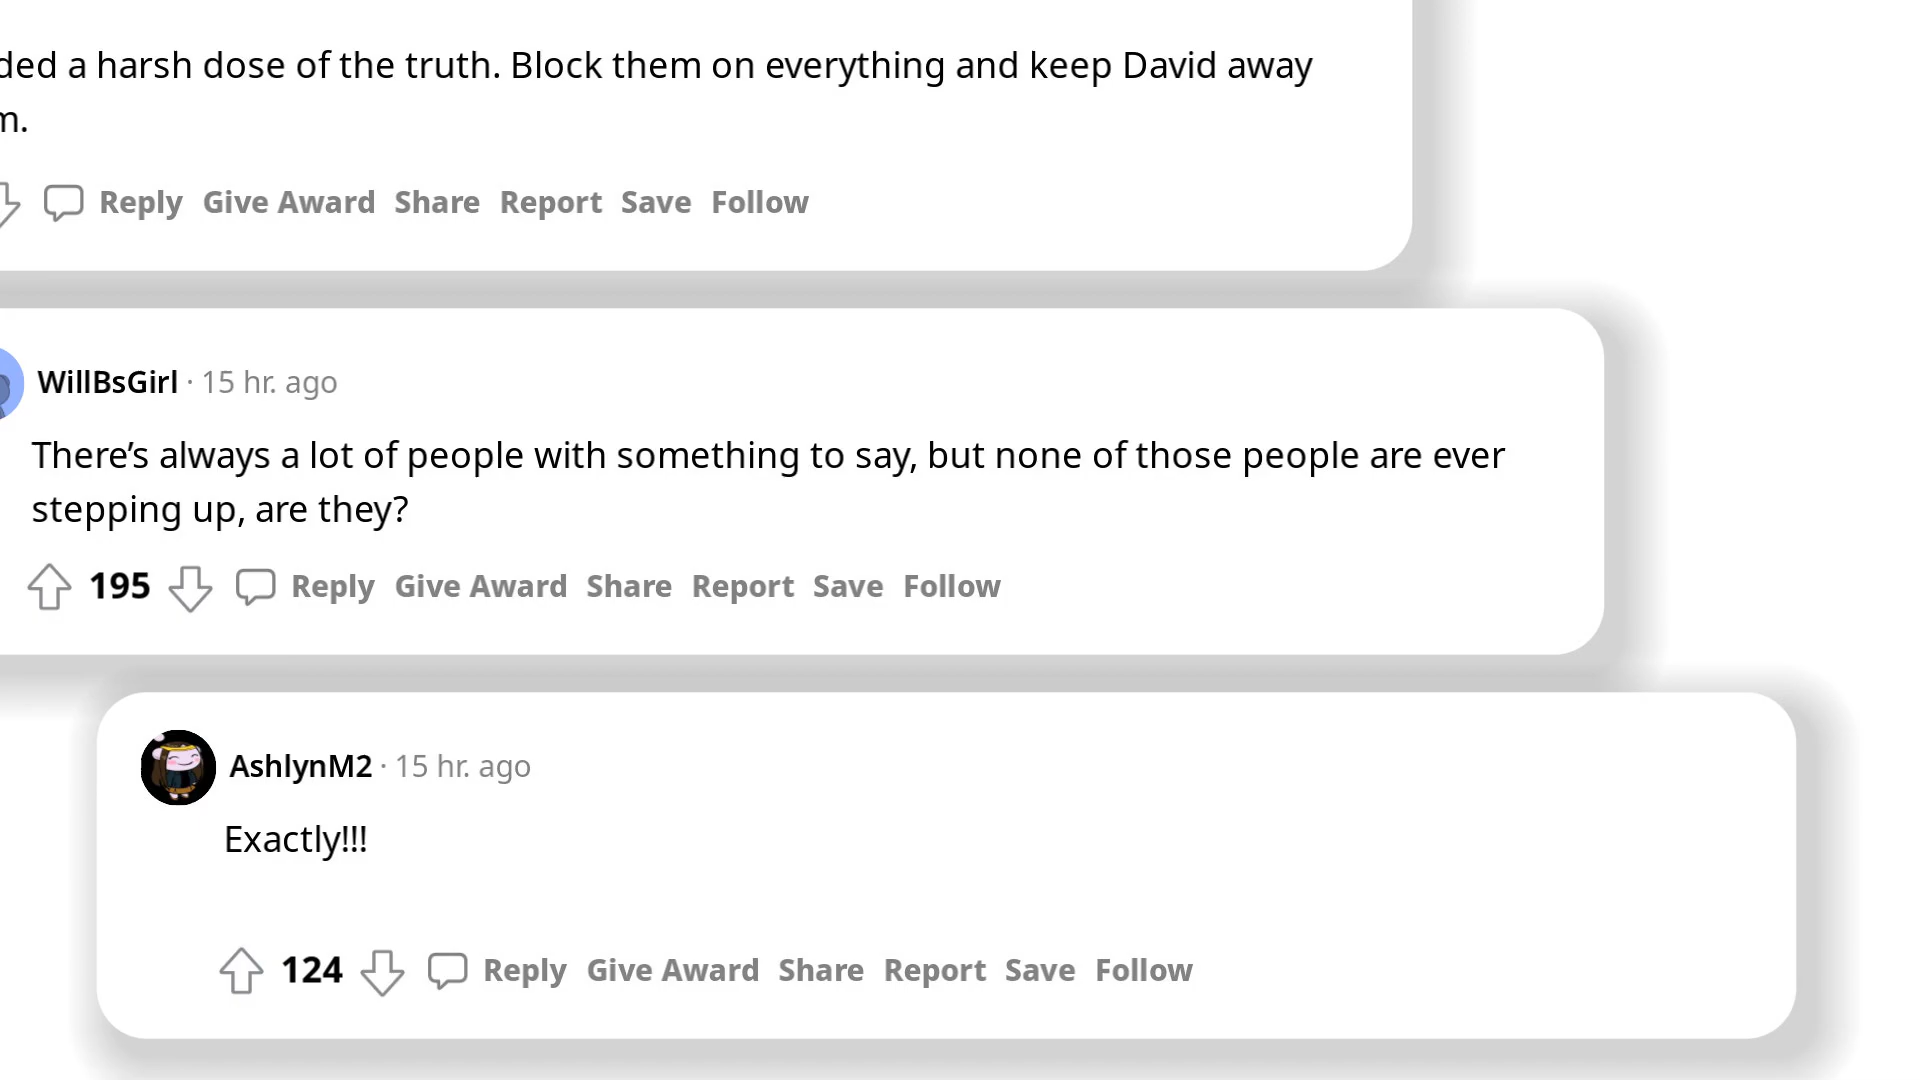 ded a harsh dose of the truth. Block them on everything and keep David away
m.
Reply Give Award Share Report Save Follow
WillBsGirl · 15 hr. ago
There’s always a lot of people with something to say, but none of those people are ever
stepping up, are they?
195 Reply Give Award Share Report Save Follow
AshlynM2 · 15 hr. ago
Exactly!!!
124 Reply Give Award Share Report Save Follow